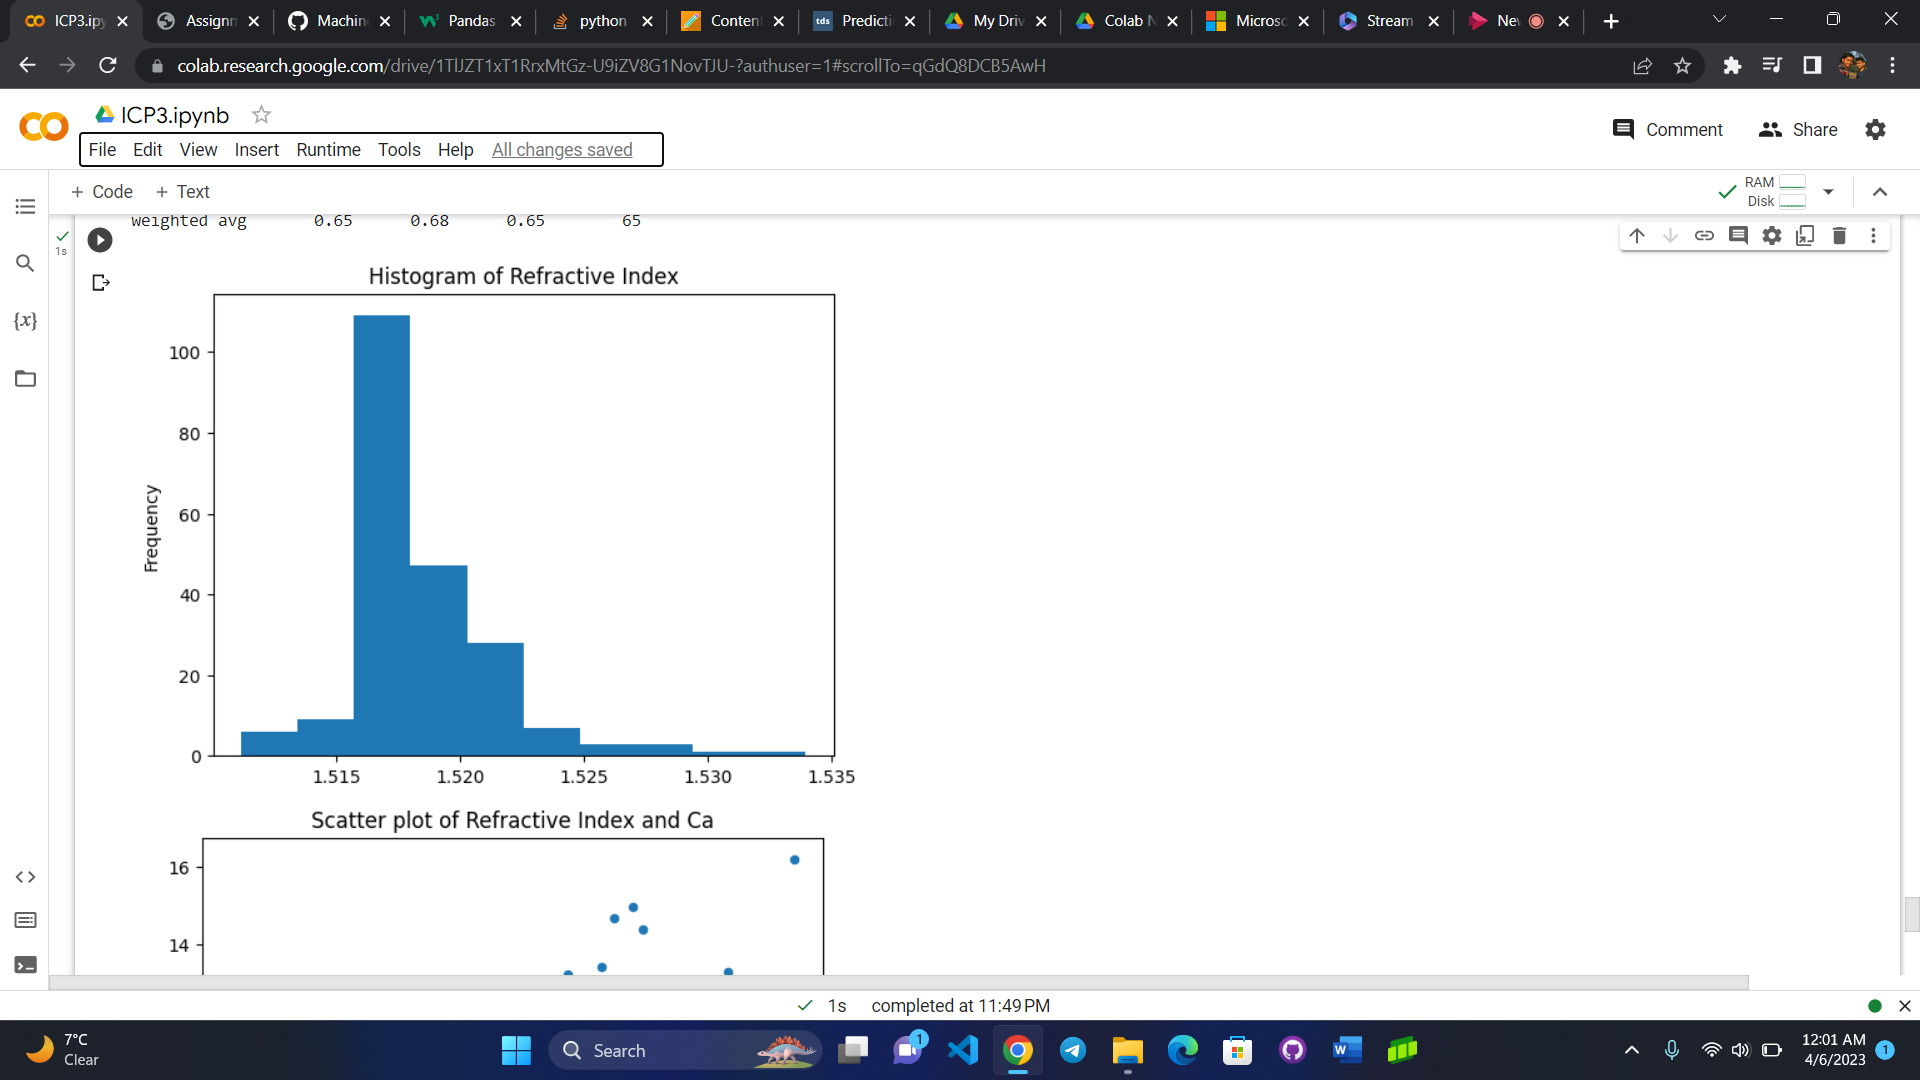 ICP3.ipy
Assignn
Machin
Pandas
python
Conten
tds
Predicti
My Driv
Colab N
Microso
Stream
Nev
colab.research.google.com/drive/1TlJZT1xT1RrxMtGz-U9iZV8G1NovTJU-?authuser=1#scrollTo=qGdQ8DCB5AwH
ICP3.ipynb
Comment
Share
File Edit View Insert Runtime Tools Help All changes saved
+ Code + Text
RAM
Disk
weighted avg 0.65 0.68 0.65 65
1s
{x}
Histogram of Refractive Index
Frequency
100
80
60
40
20
0
1.515 1.520 1.525 1.530 1.535
Scatter plot of Refractive Index and Ca
16
14
1s completed at 11:49 PM
7°C
Clear
Search
1
12:01 AM
4/6/2023
1